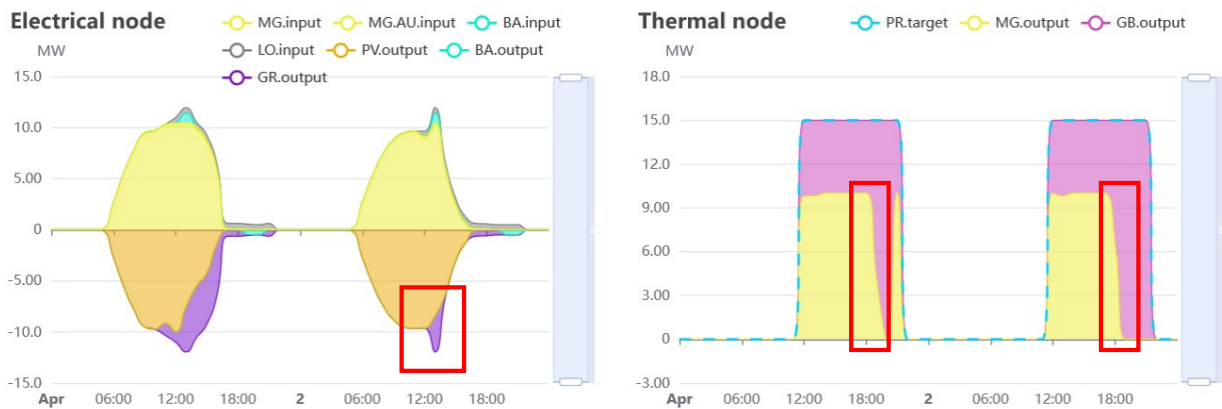 Electrical node
MG.input MG.AU.input BA.input
MW
LO.input PV.output BA.output
GR.output
15.0
10.0
5.00
0
-5.00
-10.0
-15.0
Apr 06:00 12:00 18:00 2 06:00 12:00 18:00
Thermal node
PR.target MG.output GB.output
MW
18.0
15.0
12.0
9.00
6.00
3.00
0
-3.00
Apr 06:00 12:00 18:00 2 06:00 12:00 18:00